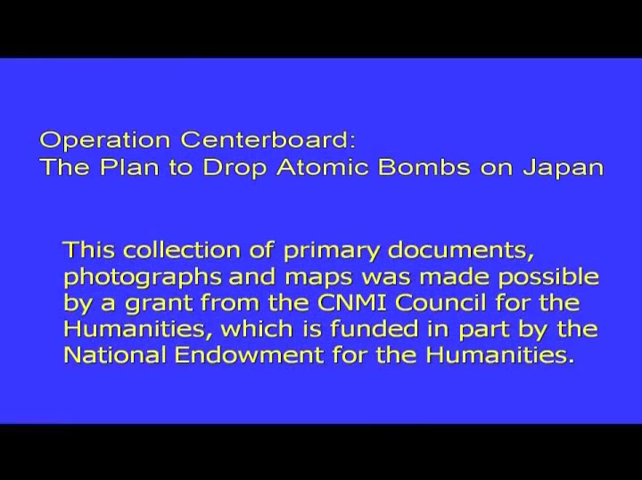 Operation Centerboard:
The Plan to Drop Atomic Bombs on Japan
This collection of primary documents,
photographs and maps was made possible
by a grant from the CNMI Council for the
Humanities, which is funded in part by the
National Endowment for the Humanities.